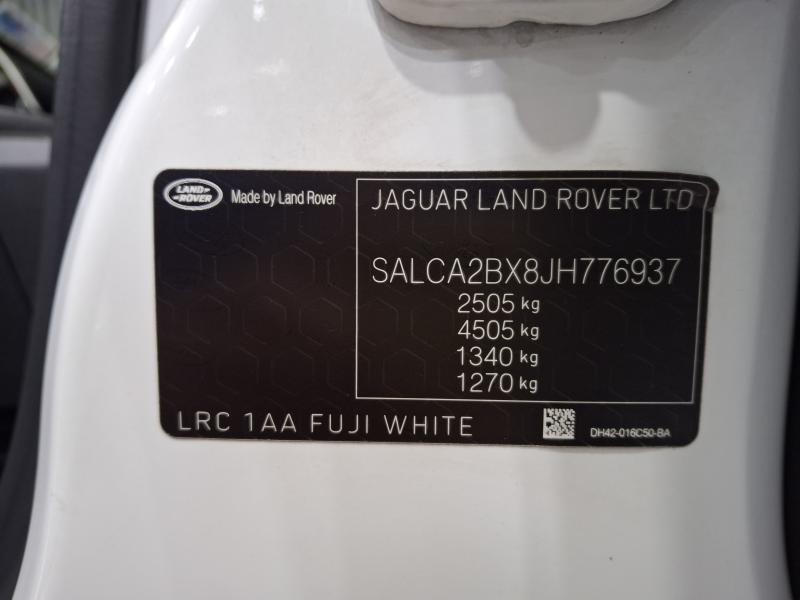 LAND-
-ROVER
Made by Land Rover
JAGUAR LAND ROVER LTD
SALCA2BX8JH776937
2505 kg
4505 kg
1340 kg
1270 kg
LRC 1AA FUJI WHITE
DH42-016C50-BA